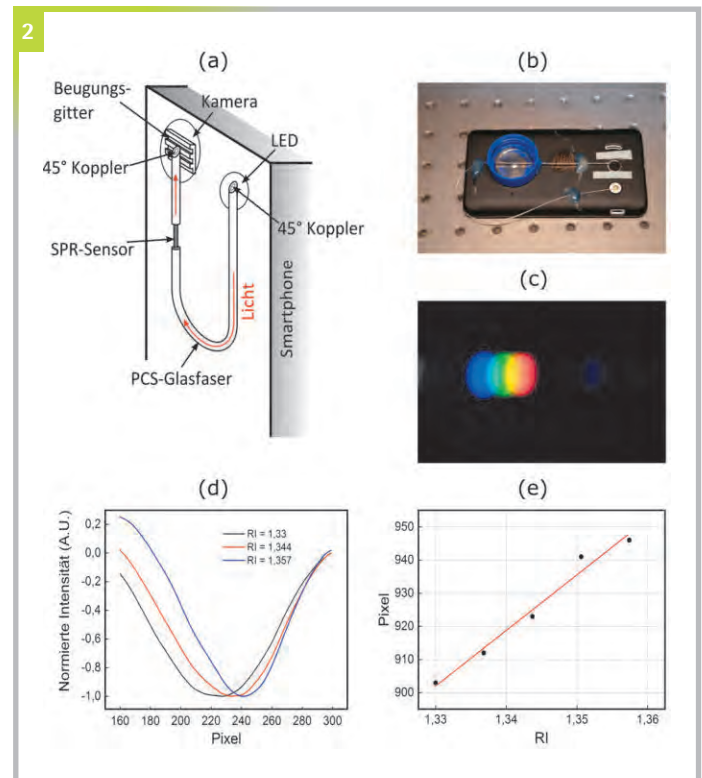 2
(a)
Beugungs-
gitter
Kamera
LED
45° Koppler
45° Koppler
SPR-Sensor
Licht
Smartphone
PCS-Glasfaser
(b)
(c)
(d)
Normierte Intensität (A.U.)
0,2
0,0
-0,2
-0,4
-0,6
-0,8
-1,0
RI = 1,33
RI = 1,344
RI = 1,357
160 180 200 220 240 260 280 300
Pixel
(e)
Pixel
950
940
930
920
910
900
1,33 1,34 1,35 1,36
RI